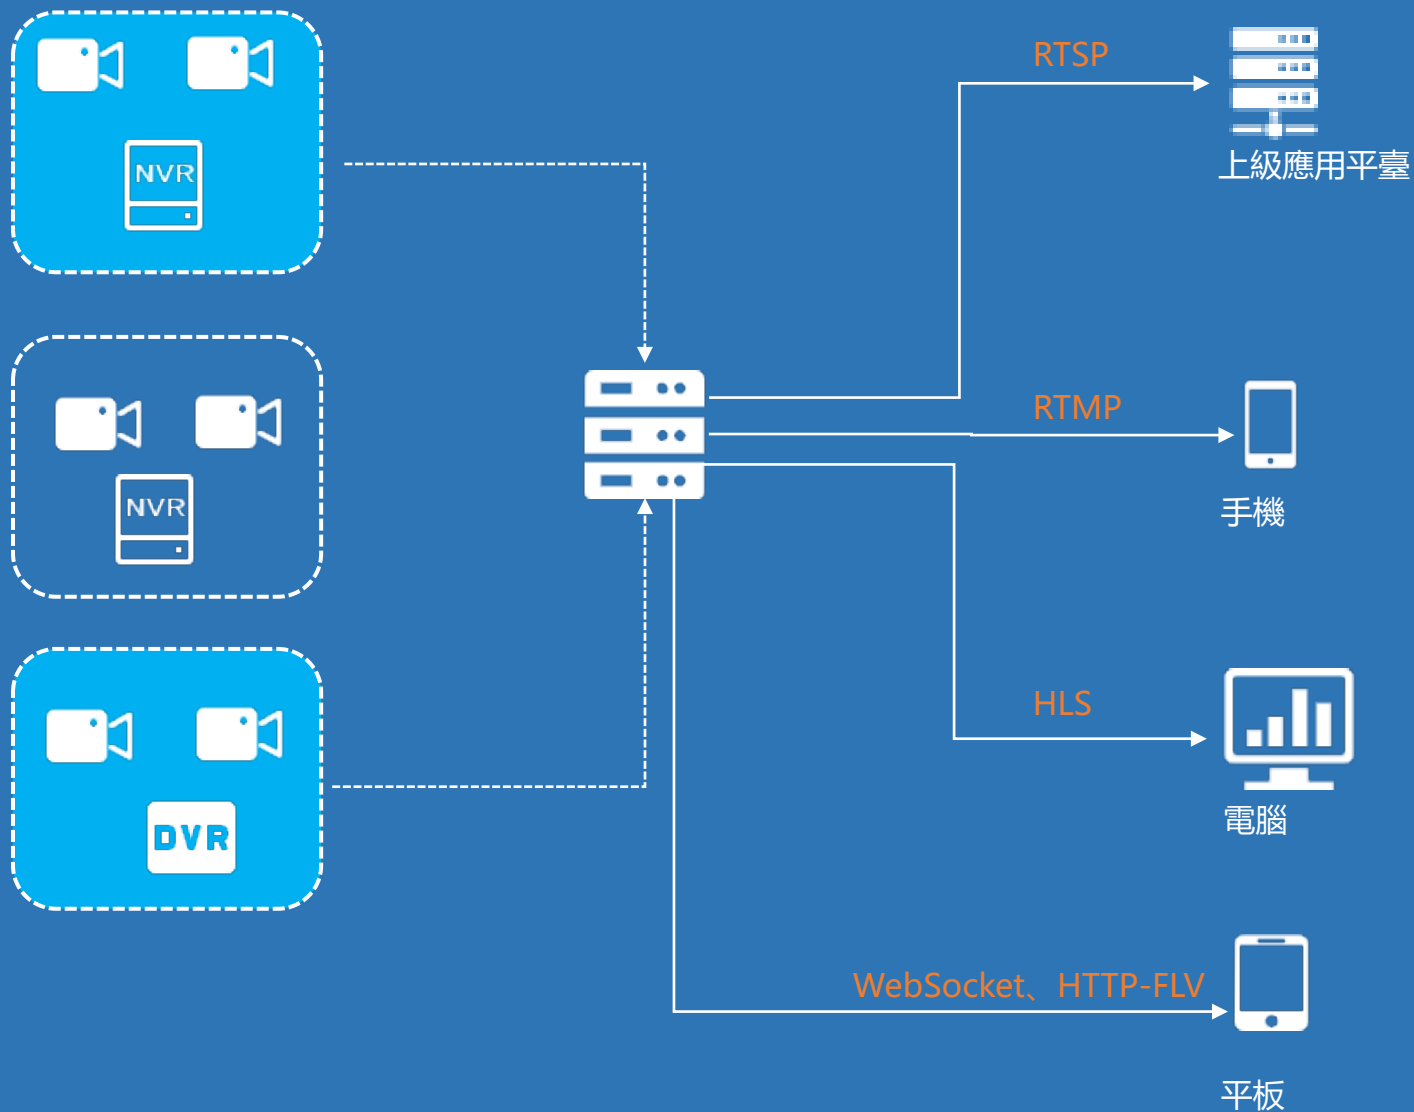 NVR
RTSP
上級應用平臺
NVR
RTMP
手機
DVR
HLS
電腦
WebSocket、HTTP-FLV
平板